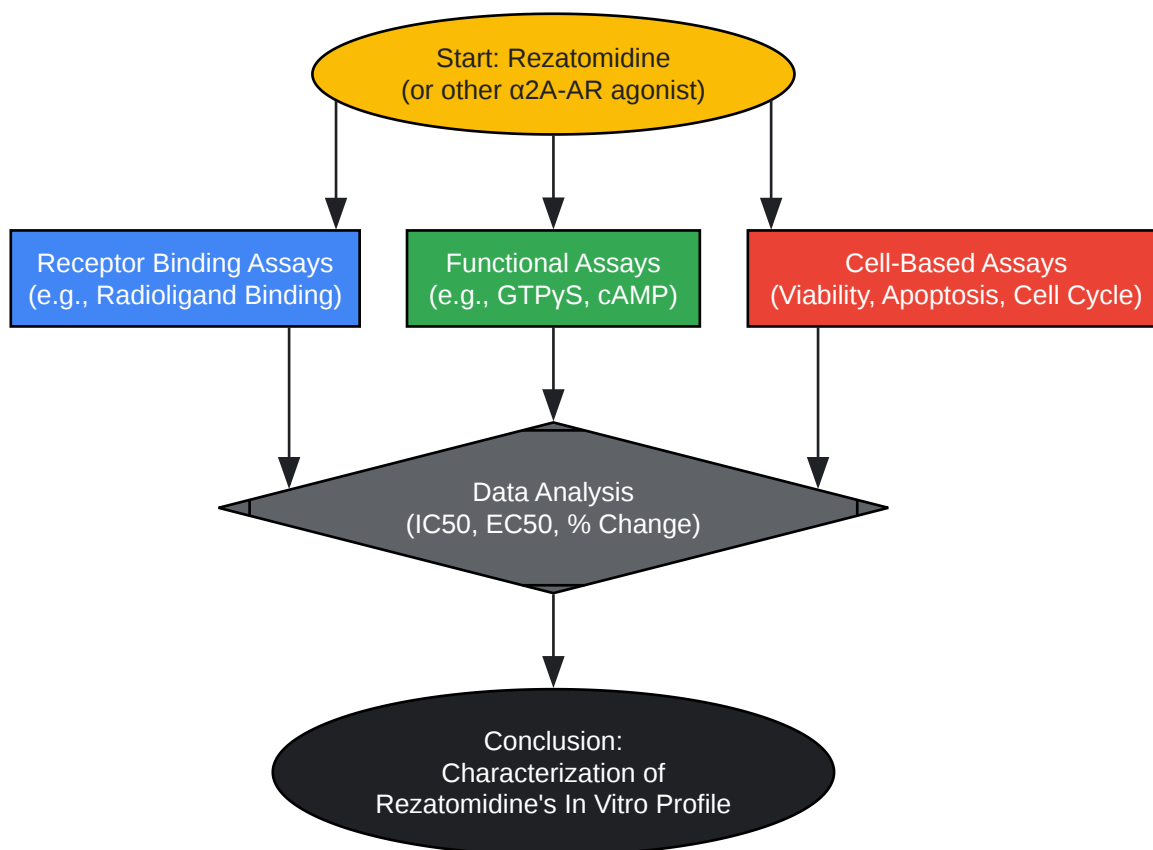 Start: Rezatomidine
(or other α2A-AR agonist)
Receptor Binding Assays
(e.g., Radioligand Binding)
Functional Assays
(e.g., GTPγS, cAMP)
Cell-Based Assays
(Viability, Apoptosis, Cell Cycle)
Data Analysis
(IC50, EC50, % Change)
Conclusion:
Characterization of
Rezatomidine's In Vitro Profile